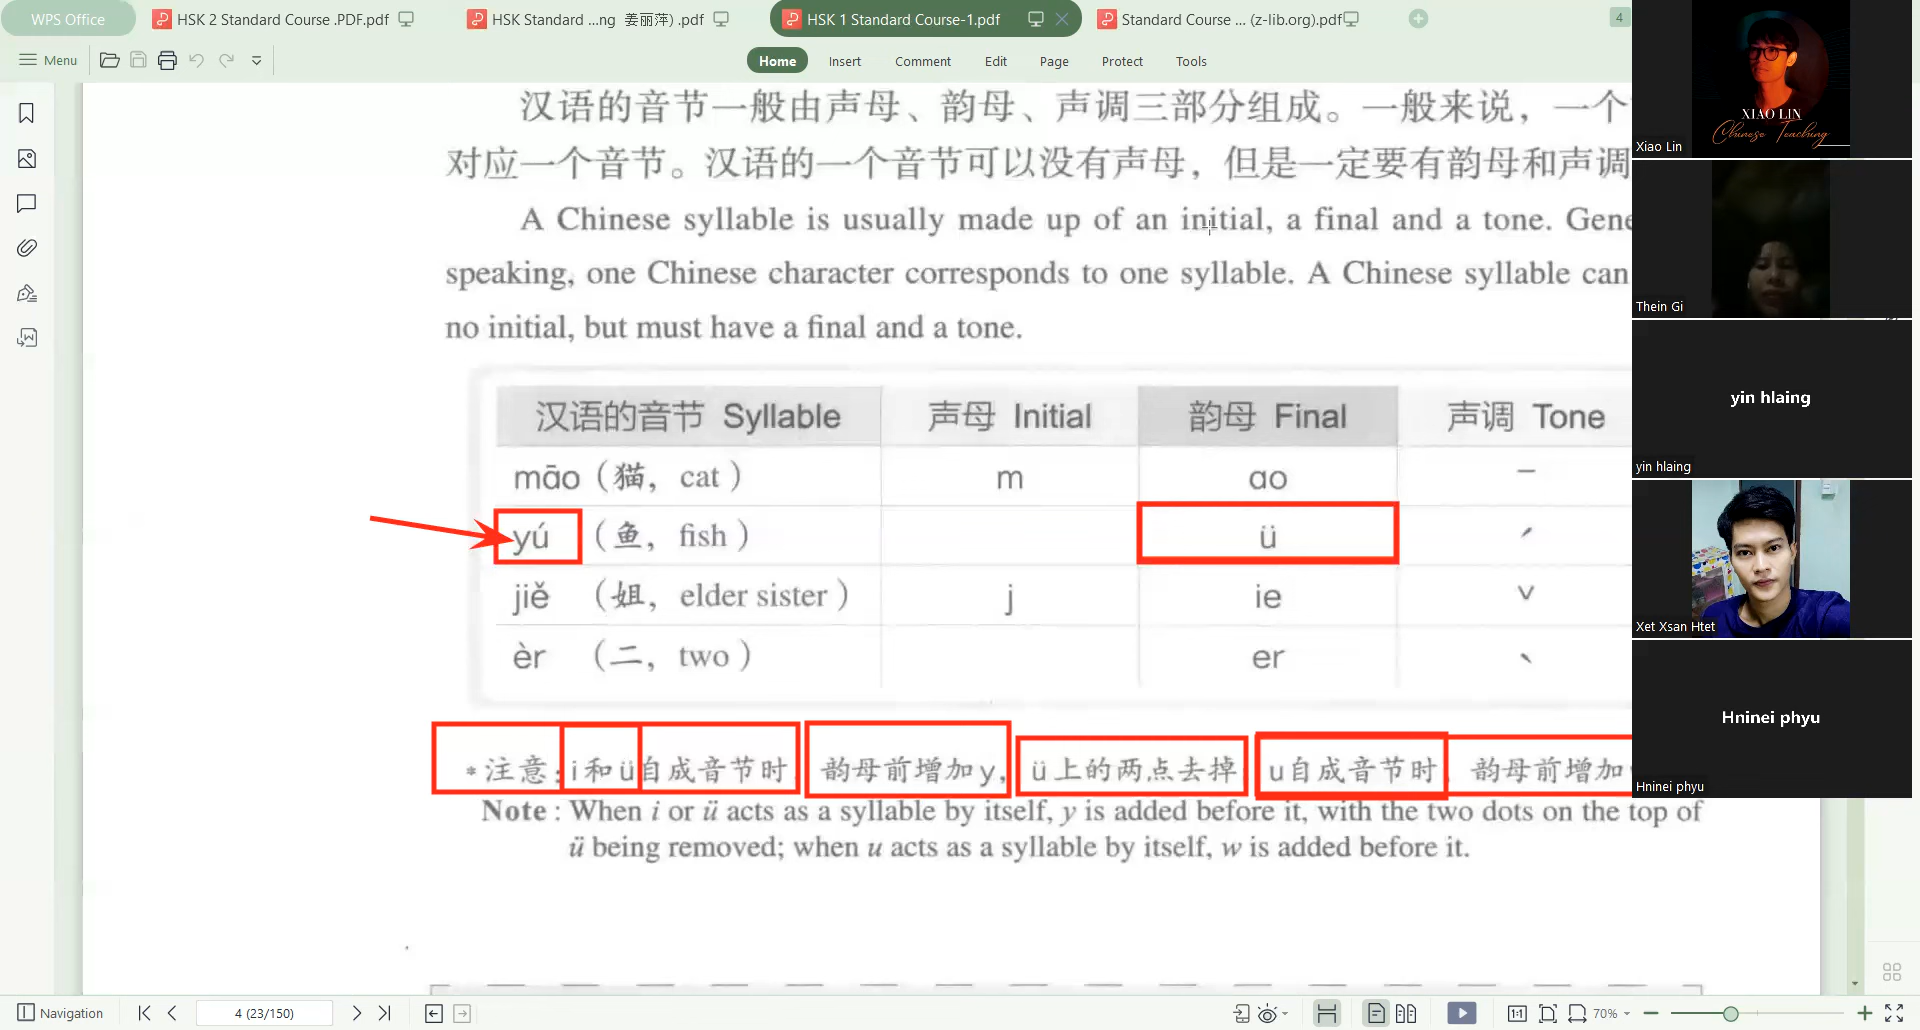 WPS Office
HSK 2 Standard Course .PDF.pdf
HSK Standard ...ng 姜丽萍) .pdf
HSK 1 Standard Course-1.pdf
Standard Course ... (z-lib.org).pdf
4
Menu
Home
Insert
Comment
Edit
Page
Protect
Tools
汉语的音节一般由声母、韵母、声调三部分组成。一般来说，一个
对应一个音节。汉语的一个音节可以没有声母，但是一定要有韵母和声调
A Chinese syllable is usually made up of an initial, a final and a tone. Gene
speaking, one Chinese character corresponds to one syllable. A Chinese syllable can
no initial, but must have a final and a tone.
汉语的音节 Syllable 声母 Initial 韵母 Final 声调 Tone
māo（猫， cat ） m ao ˉ
yú（鱼， fish ） ü ˊ
jiě（姐， elder sister ） j ie ˇ
èr（二， two ） er ˋ
*注意：i和ü自成音节时 韵母前增加y， ü上的两点去掉 u自成音节时 韵母前增加
Note : When i or ü acts as a syllable by itself, y is added before it, with the two dots on the top of
ü being removed; when u acts as a syllable by itself, w is added before it.
XIAO LIN
Chinese Teaching
Xiao Lin
Thein Gi
yin hlaing
yin hlaing
Xet Xsan Htet
Hninei phyu
Hninei phyu
Navigation
4 (23/150)
1:1
70%